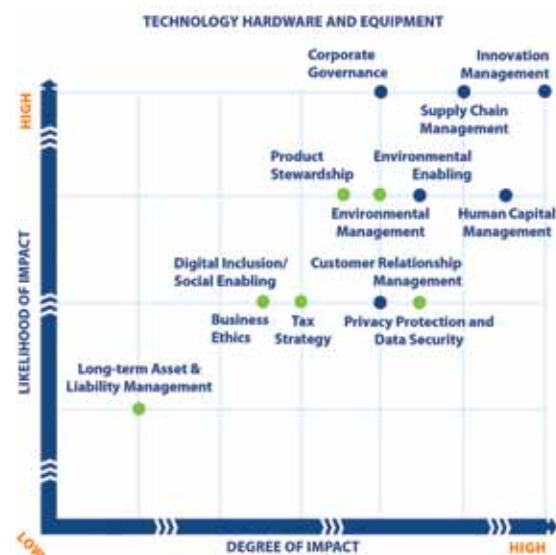 TECHNOLOGY HARDWARE AND EQUIPMENT
Corporate
Governance
Innovation
Management
Supply Chain
Management
HIGH
Product
Stewardship
Environmental
Enabling
Environmental
Management
Human Capital
Management
Digital Inclusion/
Social Enabling
Customer Relationship
Management
Business
Ethics
Tax
Strategy
Privacy Protection and
Data Security
LIKELIHOOD OF IMPACT
Long-term Asset &
Liability Management
LOW
DEGREE OF IMPACT
HIGH